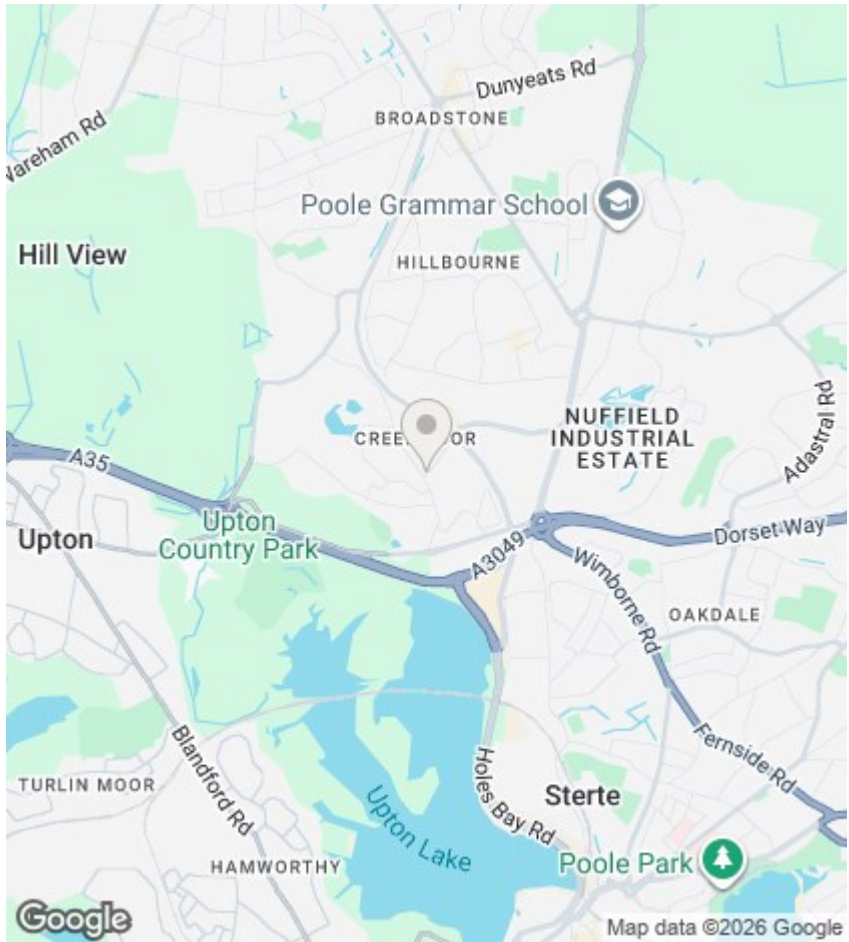 Dunyeats Rd
BROADSTONE
Wareham Rd
Poole Grammar School
Hill View
HILLBOURNE
NUFFIELD
INDUSTRIAL
ESTATE
Adastral Rd
A35
Upton
Upton
Country Park
A3049
Dorset Way
Wimborne Rd
OAKDALE
Fernside Rd
Blandford Rd
TURLIN MOOR
Upton Lake
Holes Bay Rd
Sterte
HAMWORTHY
Poole Park
Google
Map data ©2026 Google